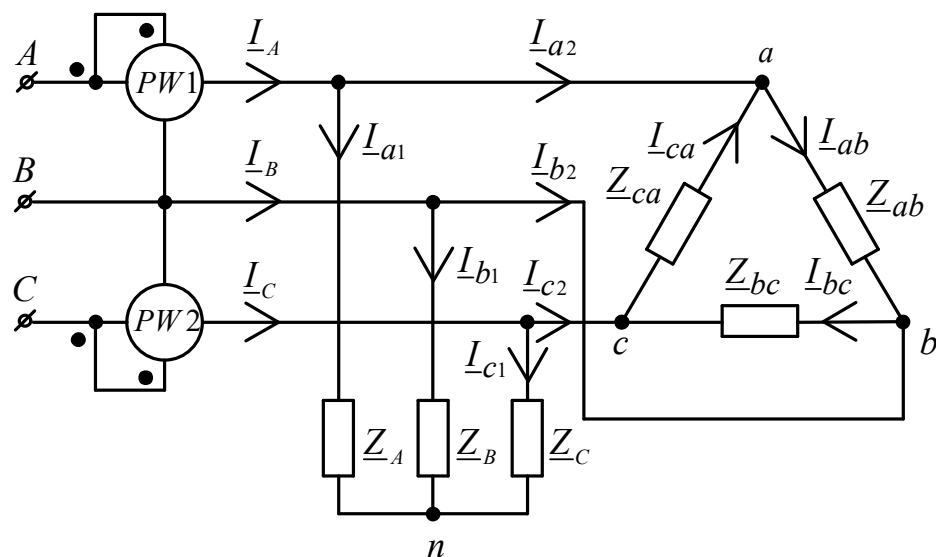 A I_A I_a2 a
PW1
I_a1 I_ca I_ab
B I_B I_b2 Z_ca Z_ab
C I_C I_b1 I_c2 Z_bc I_bc
PW2 c b
I_c1
Z_A Z_B Z_C
n